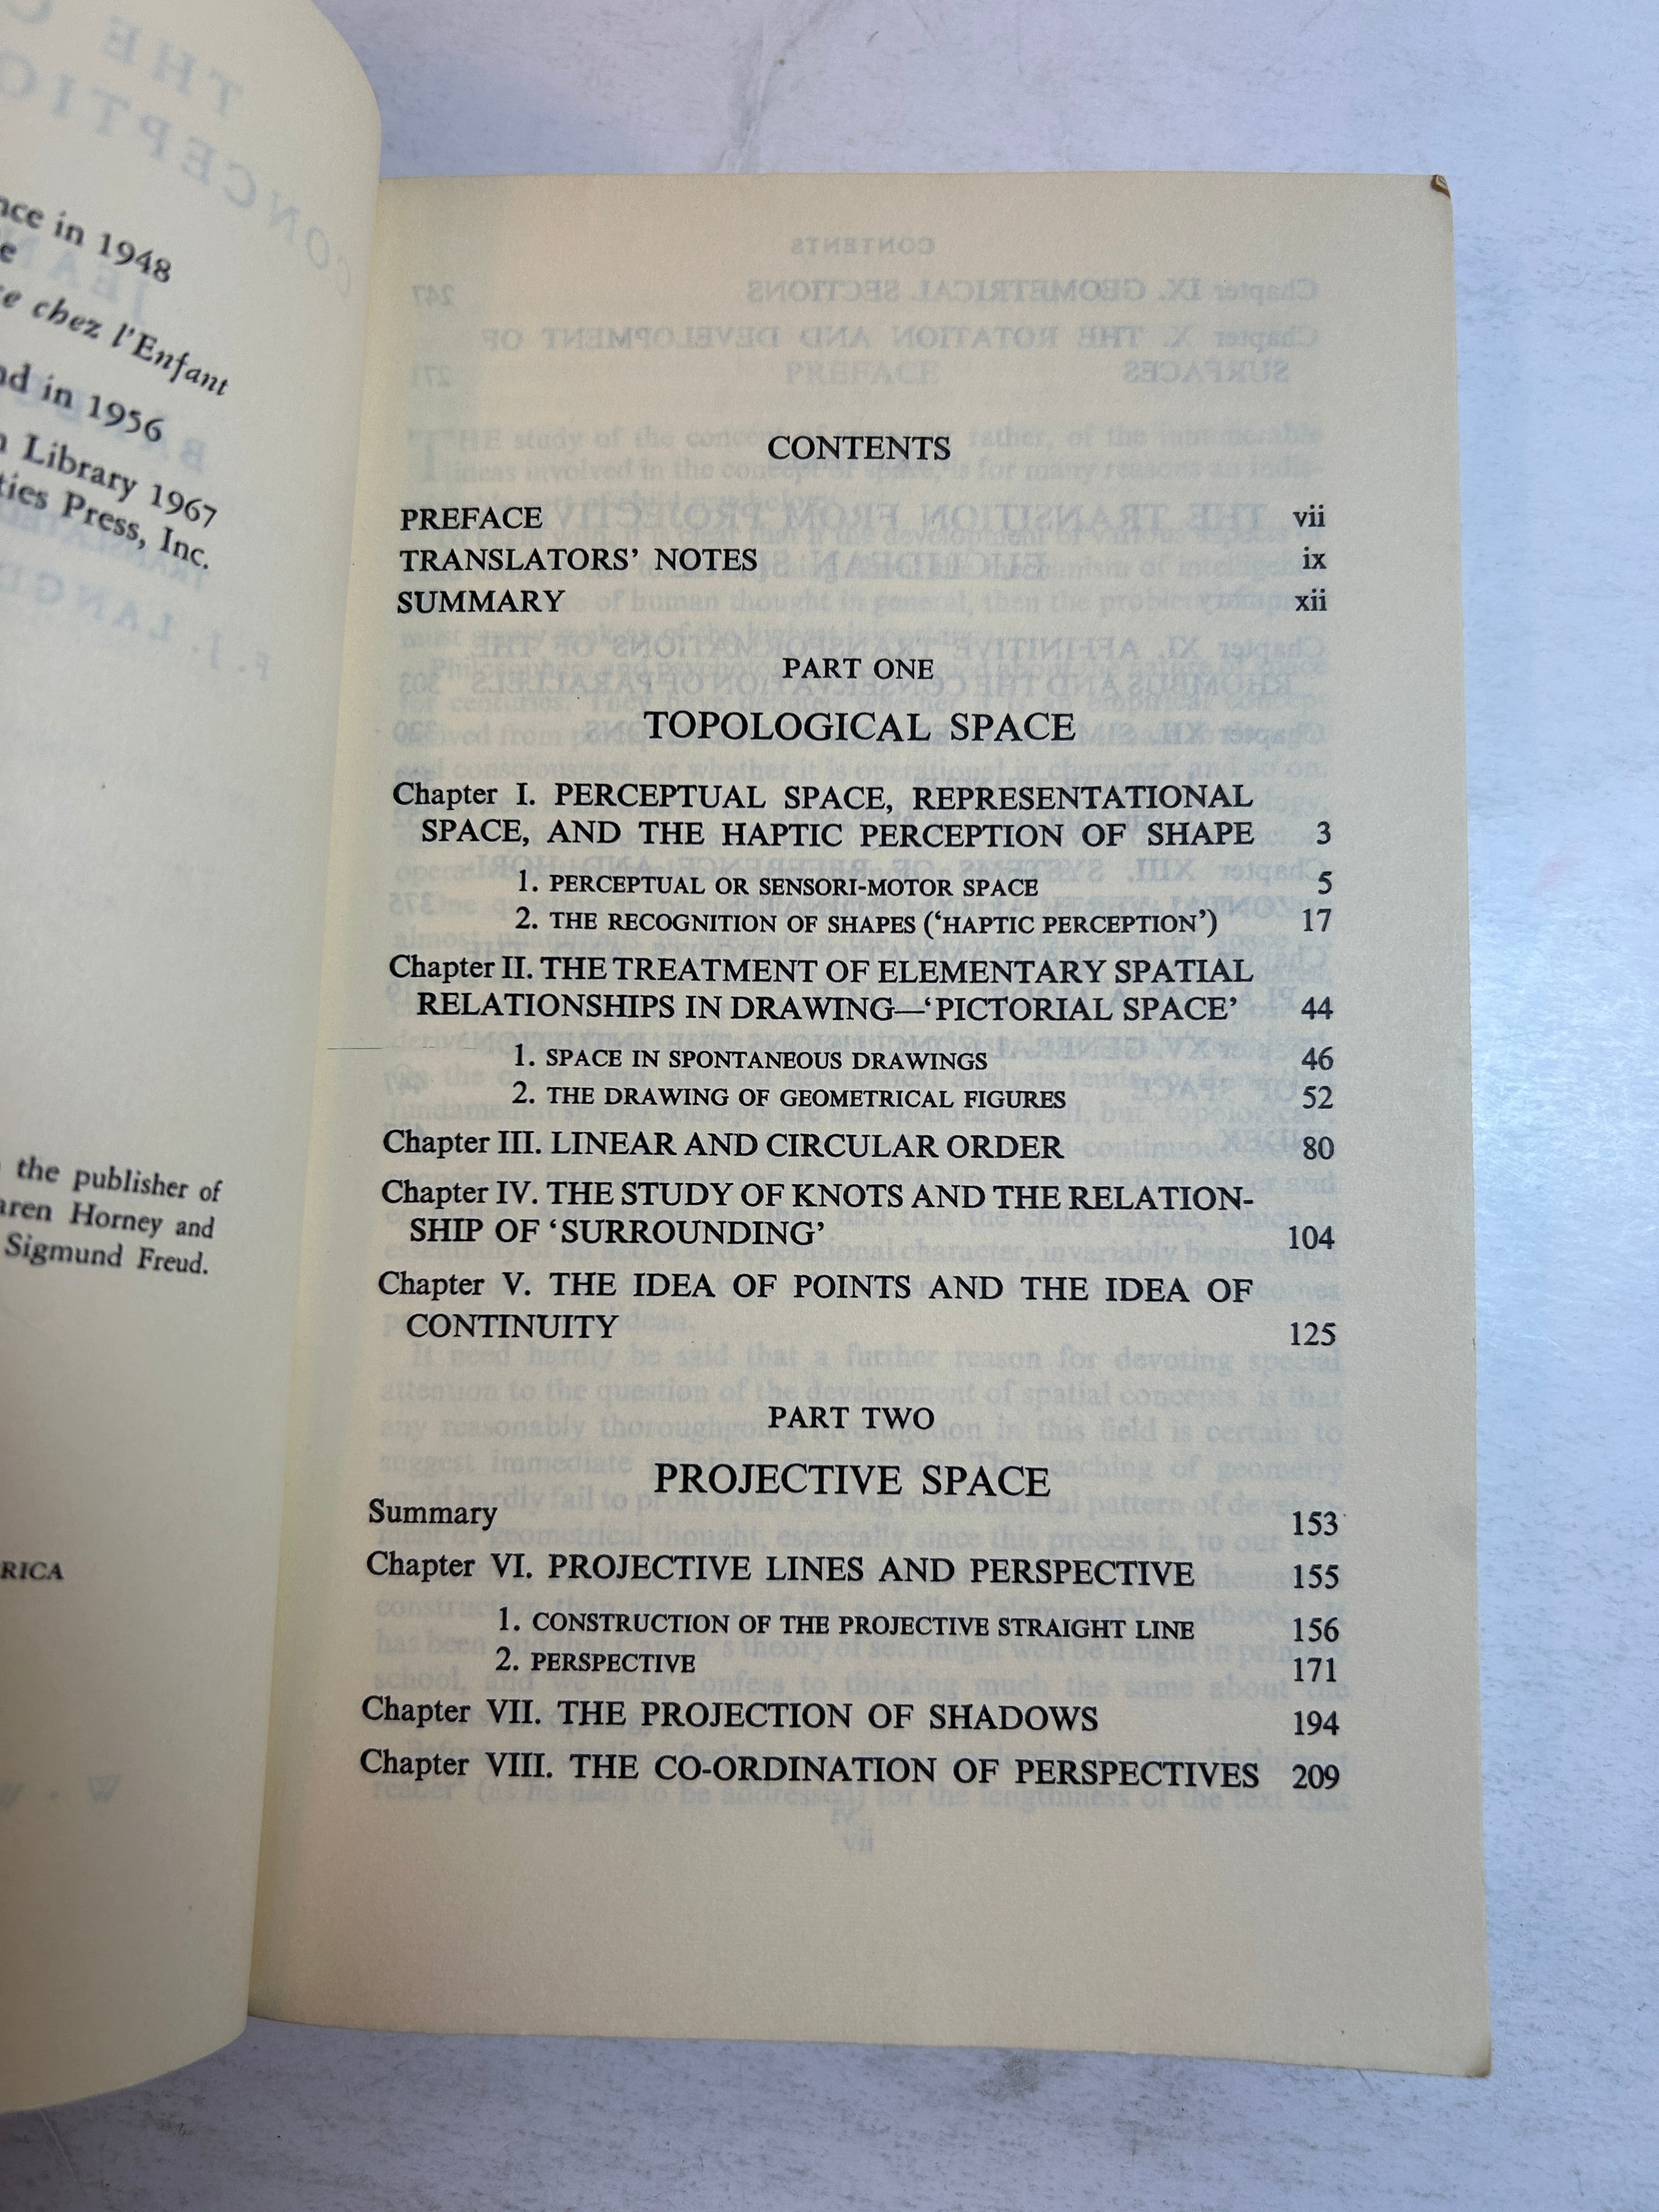 nce in 1948
e
ce chez l'Enfant
nd in 1956
n Library 1967
ties Press, Inc.
the publisher of
aren Horney and
Sigmund Freud.
RICA
CONTENTS
PREFACE vii
TRANSLATORS' NOTES ix
SUMMARY xii
PART ONE
TOPOLOGICAL SPACE
Chapter I. PERCEPTUAL SPACE, REPRESENTATIONAL
SPACE, AND THE HAPTIC PERCEPTION OF SHAPE 3
1. PERCEPTUAL OR SENSORI-MOTOR SPACE 5
2. THE RECOGNITION OF SHAPES ('HAPTIC PERCEPTION') 17
Chapter II. THE TREATMENT OF ELEMENTARY SPATIAL
RELATIONSHIPS IN DRAWING—'PICTORIAL SPACE' 44
1. SPACE IN SPONTANEOUS DRAWINGS 46
2. THE DRAWING OF GEOMETRICAL FIGURES 52
Chapter III. LINEAR AND CIRCULAR ORDER 80
Chapter IV. THE STUDY OF KNOTS AND THE RELATION-
SHIP OF 'SURROUNDING' 104
Chapter V. THE IDEA OF POINTS AND THE IDEA OF
CONTINUITY 125
PART TWO
PROJECTIVE SPACE
Summary 153
Chapter VI. PROJECTIVE LINES AND PERSPECTIVE 155
1. CONSTRUCTION OF THE PROJECTIVE STRAIGHT LINE 156
2. PERSPECTIVE 171
Chapter VII. THE PROJECTION OF SHADOWS 194
Chapter VIII. THE CO-ORDINATION OF PERSPECTIVES 209